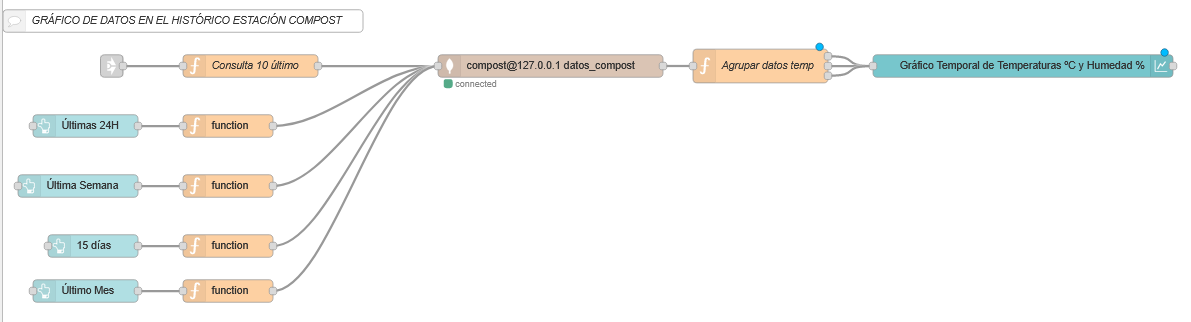 GRÁFICO DE DATOS EN EL HISTÓRICO ESTACIÓN COMPOST
Consulta 10 último
compost@127.0.0.1 datos_compost
connected
Agrupar datos temp
Gráfico Temporal de Temperaturas ºC y Humedad %
Últimas 24H
function
Última Semana
function
15 días
function
Último Mes
function